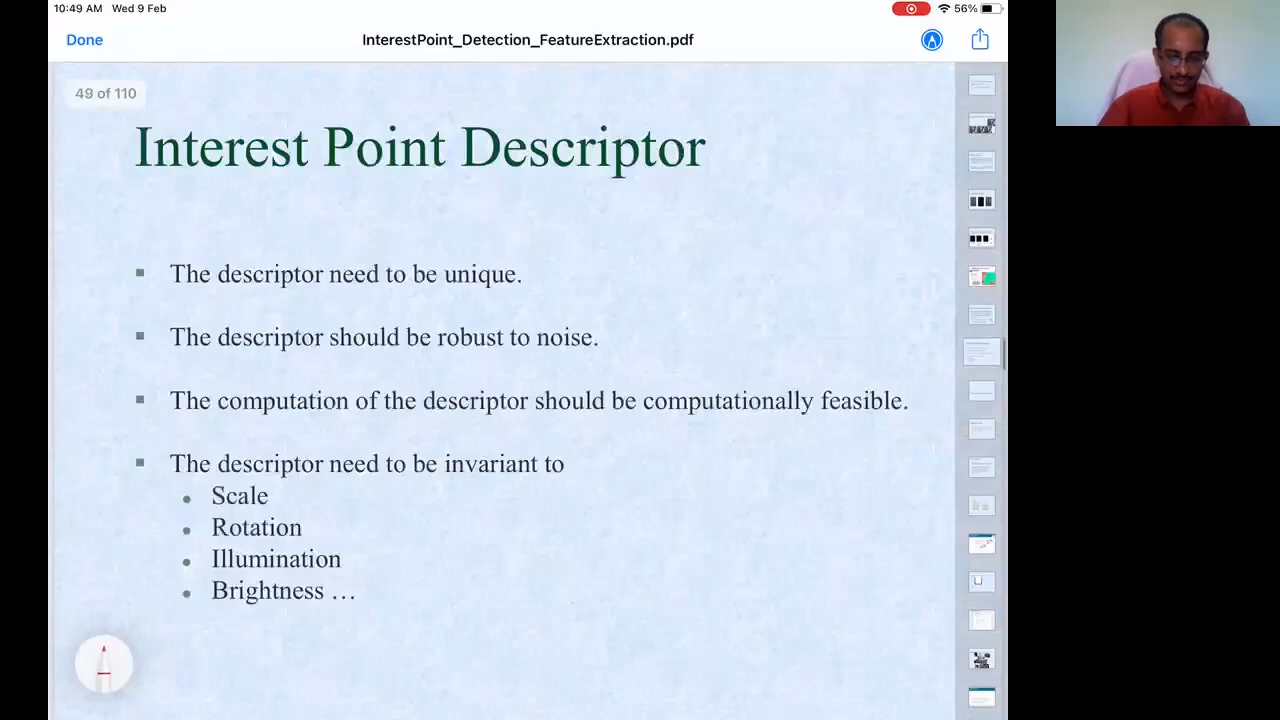 10:49 AM Wed 9 Feb
56%
Done
InterestPoint_Detection_FeatureExtraction.pdf
49 of 110
Interest Point Descriptor
The descriptor need to be unique.
The descriptor should be robust to noise.
The computation of the descriptor should be computationally feasible.
The descriptor need to be invariant to
Scale
Rotation
Illumination
Brightness …